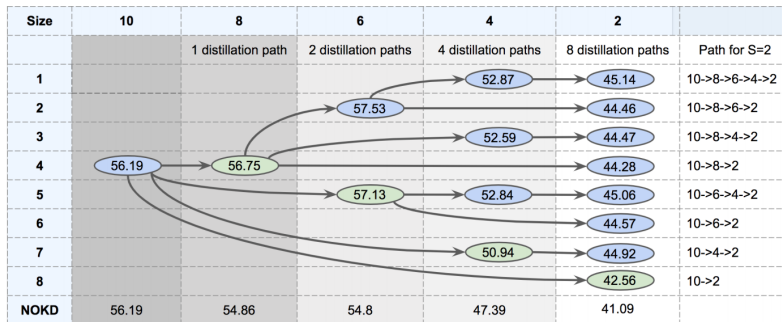 Size 10 8 6 4 2
1 distillation path 2 distillation paths 4 distillation paths 8 distillation paths Path for S=2
1 52.87 45.14 10->8->6->4->2
2 57.53 44.46 10->8->6->2
3 52.59 44.47 10->8->4->2
4 56.19 56.75 44.28 10->8->2
5 57.13 52.84 45.06 10->6->4->2
6 44.57 10->6->2
7 50.94 44.92 10->4->2
8 42.56 10->2
NOKD 56.19 54.86 54.8 47.39 41.09